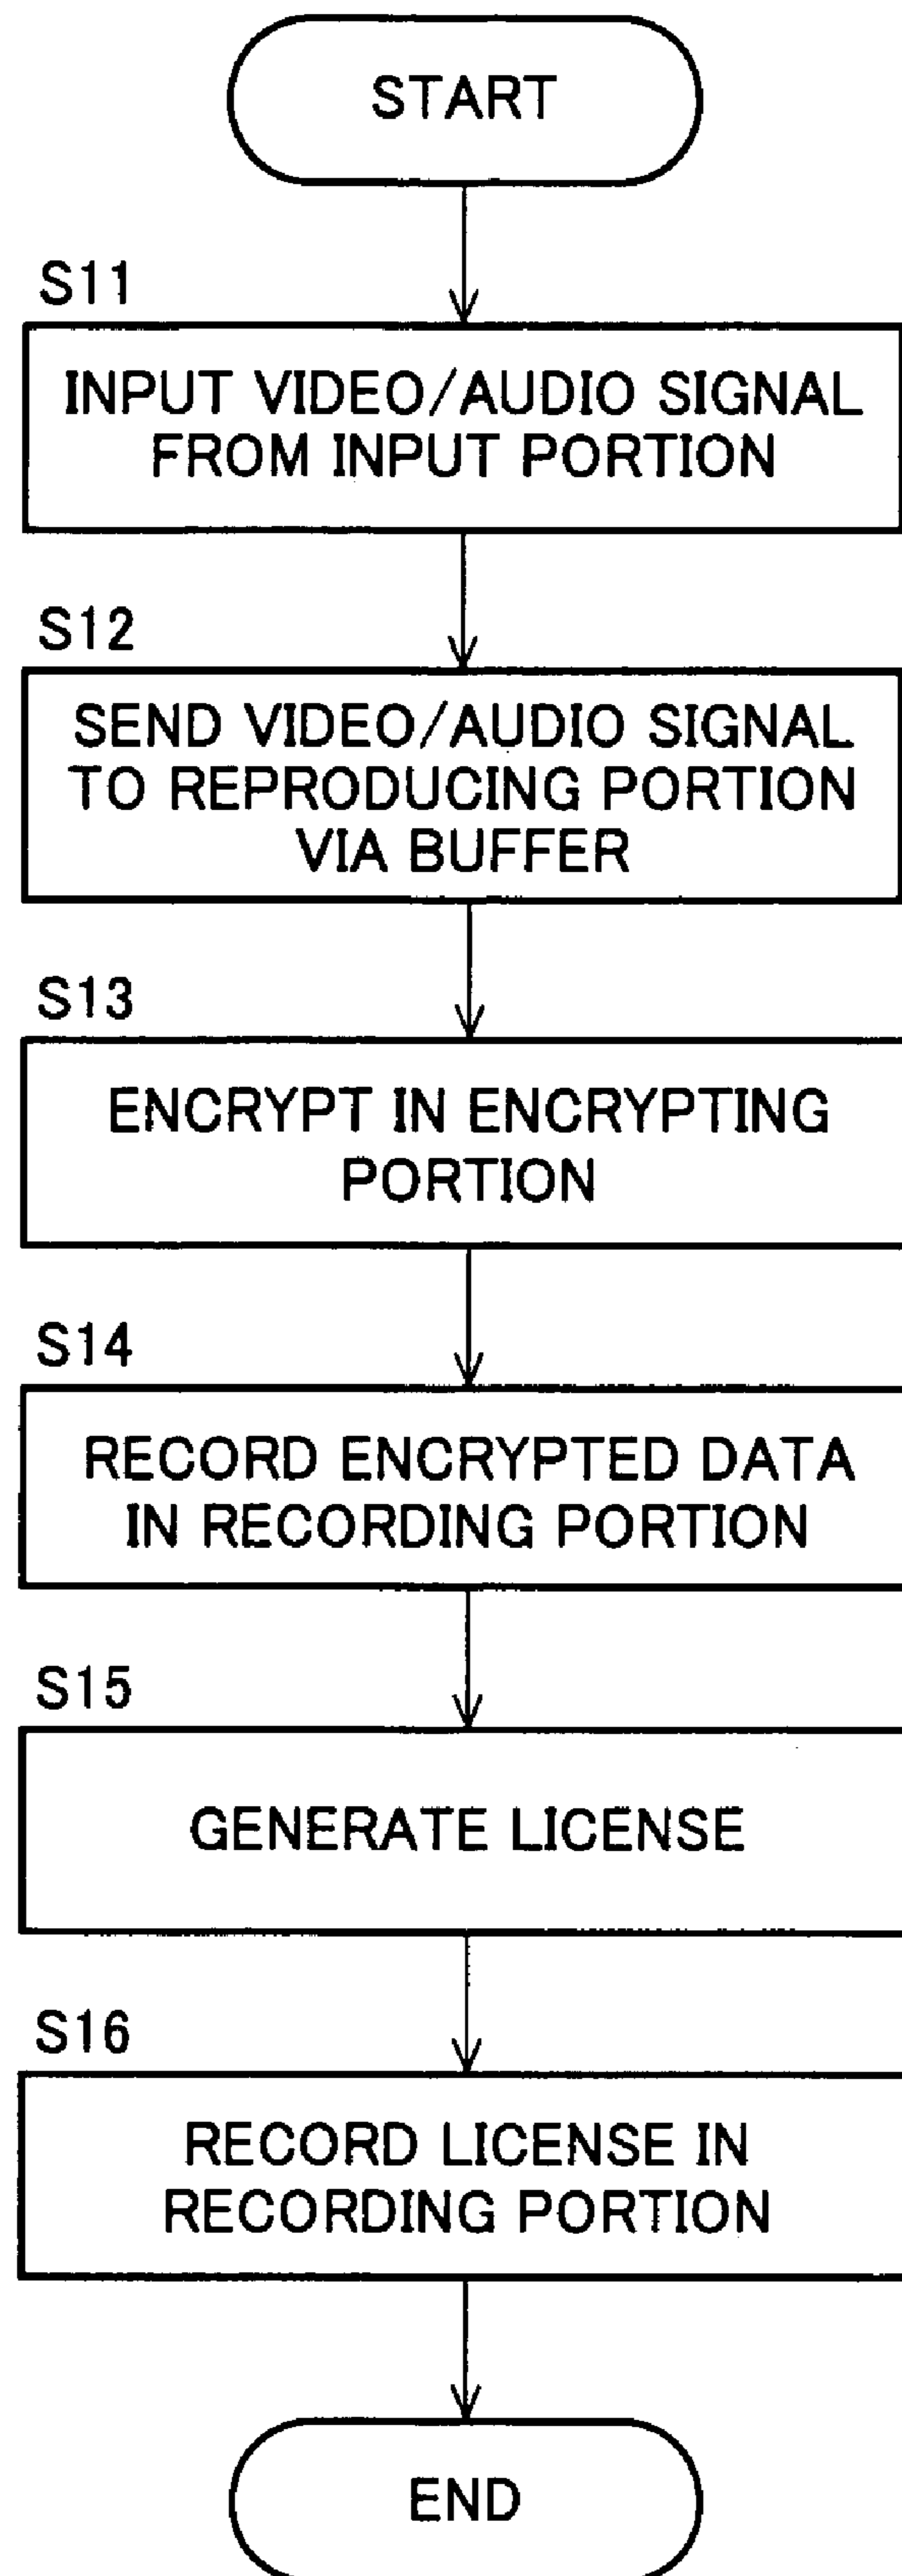 START
S11
INPUT VIDEO/AUDIO SIGNAL
FROM INPUT PORTION
S12
SEND VIDEO/AUDIO SIGNAL
TO REPRODUCING PORTION
VIA BUFFER
S13
ENCRYPT IN ENCRYPTING
PORTION
S14
RECORD ENCRYPTED DATA
IN RECORDING PORTION
S15
GENERATE LICENSE
S16
RECORD LICENSE IN
RECORDING PORTION
END